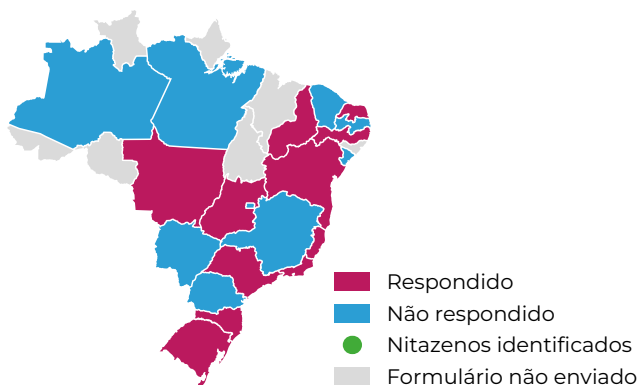 Respondido
Não respondido
Nitazenos identificados
Formulário não enviado